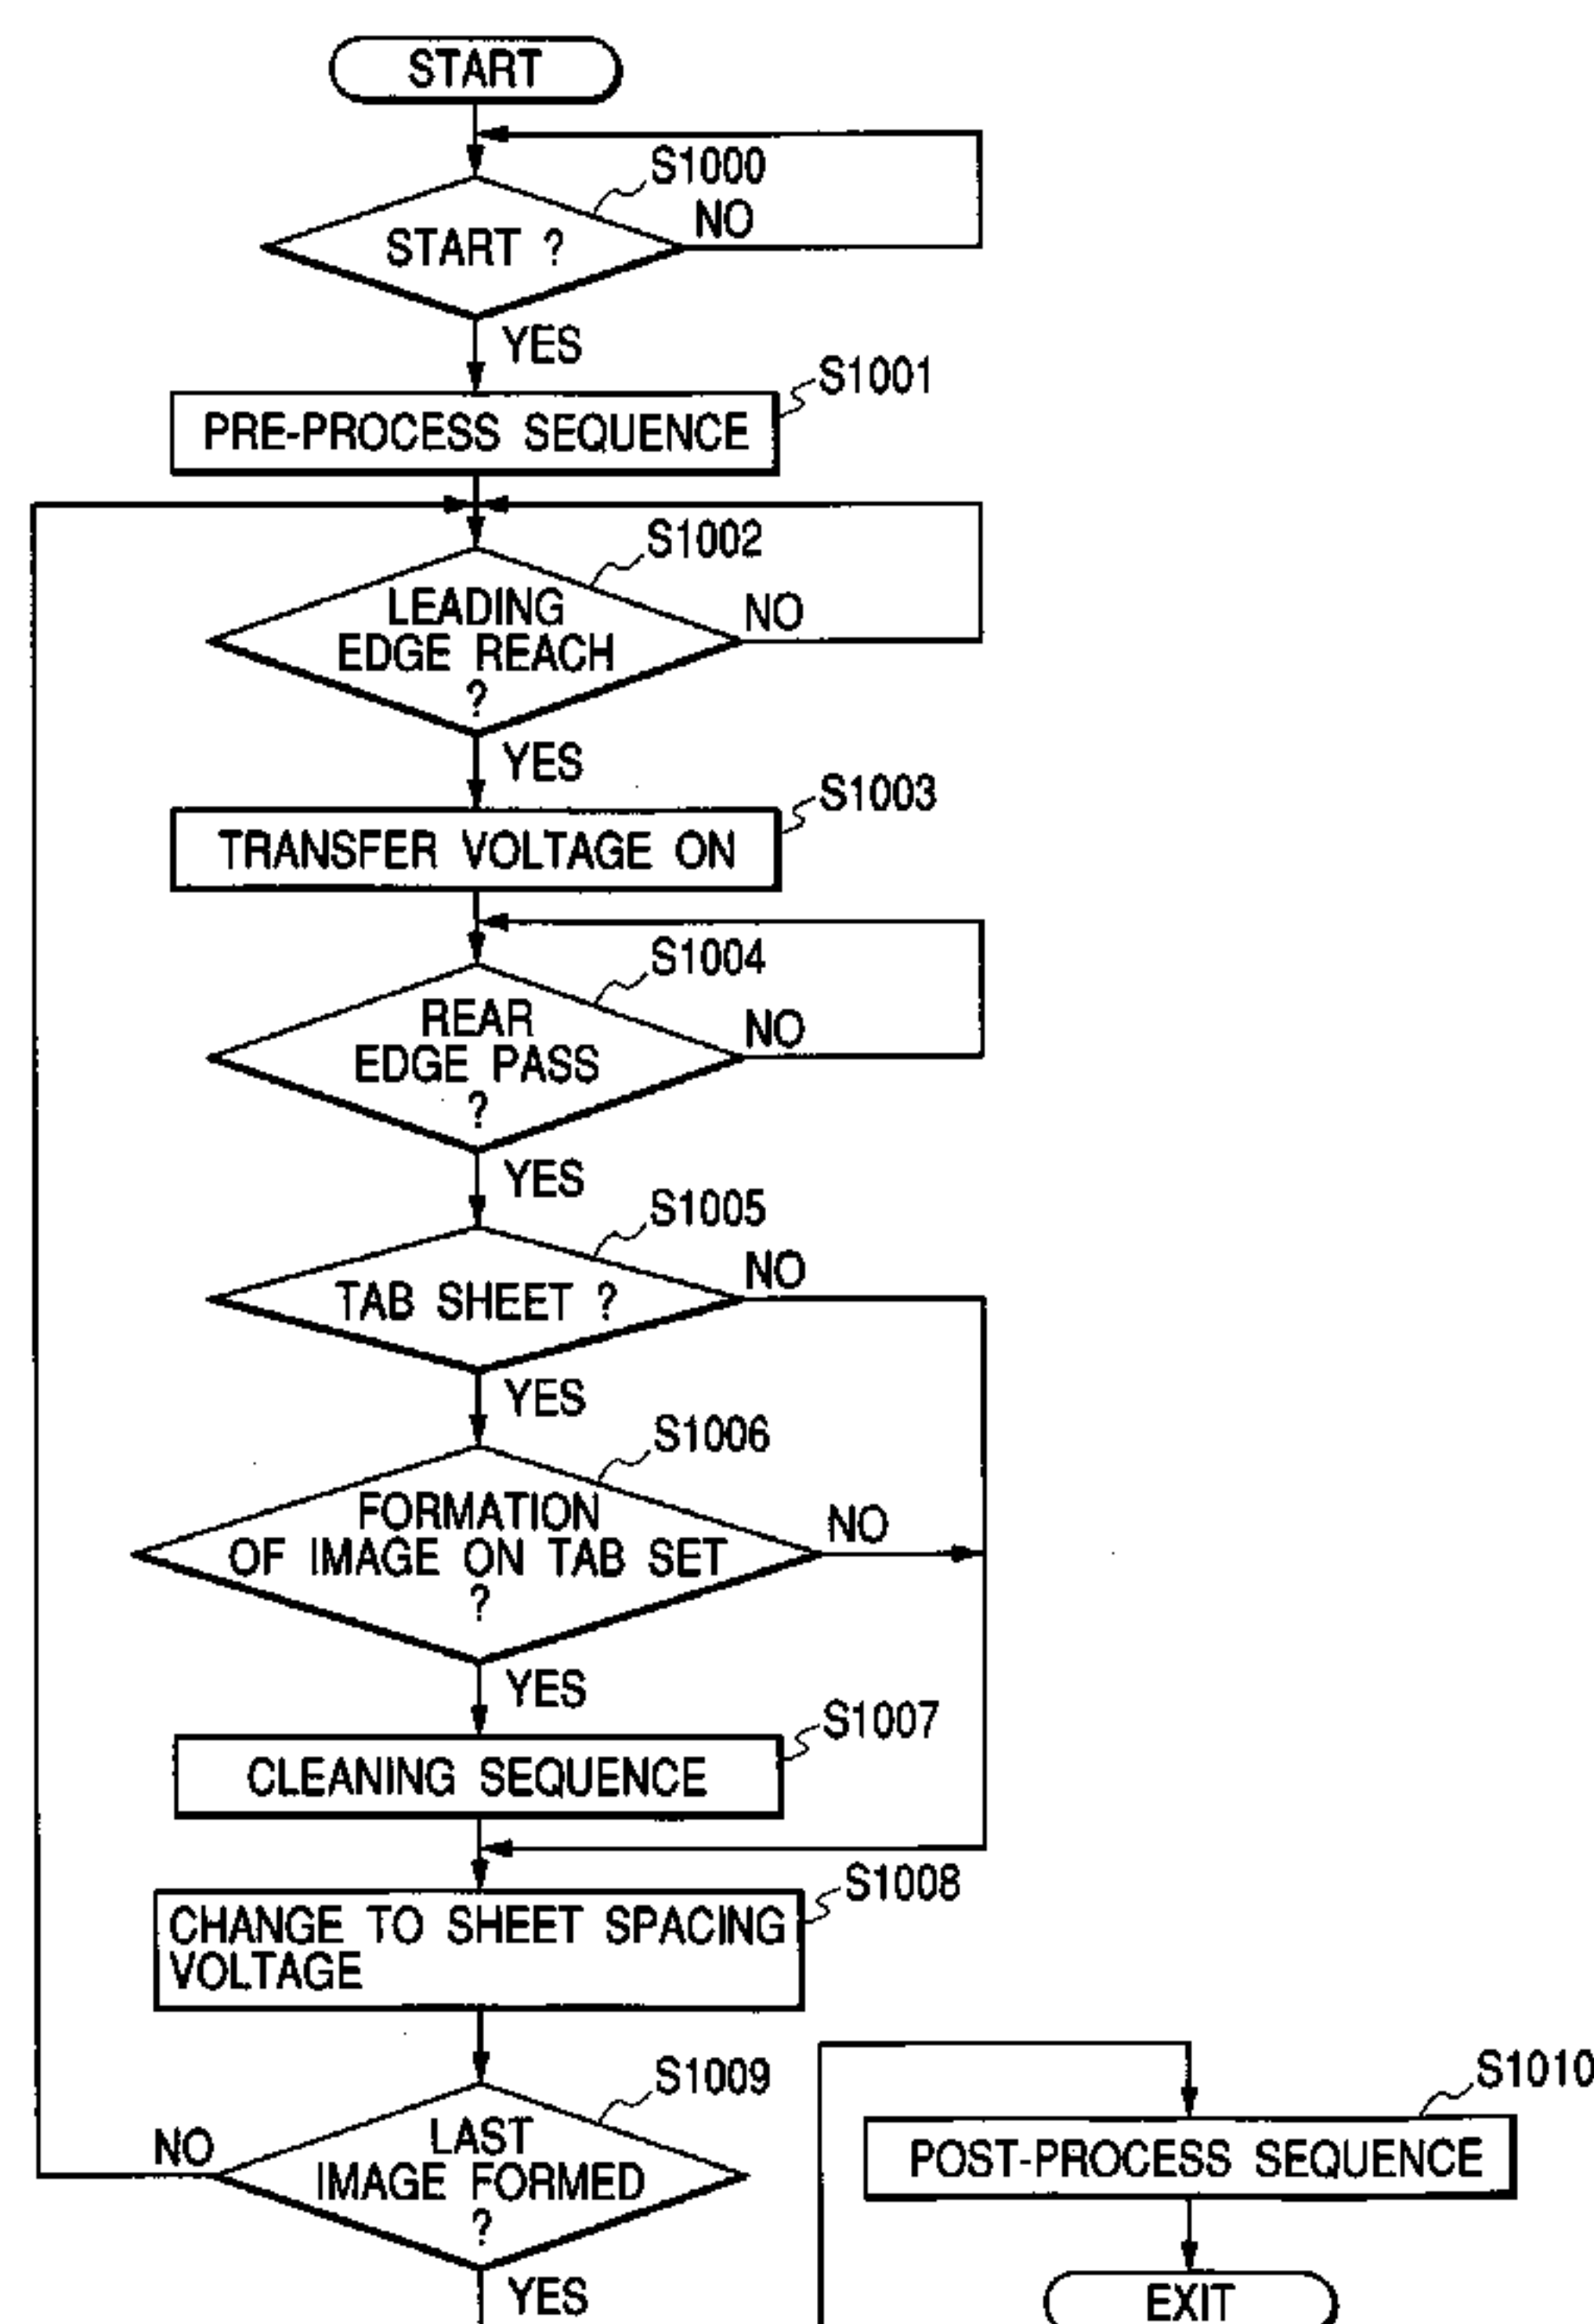 START
S1000
START ?
NO
YES
S1001
PRE-PROCESS SEQUENCE
S1002
LEADING
EDGE REACH
?
NO
YES
S1003
TRANSFER VOLTAGE ON
S1004
REAR
EDGE PASS
?
NO
YES
S1005
TAB SHEET ?
NO
YES
S1006
FORMATION
OF IMAGE ON TAB SET
?
NO
YES
S1007
CLEANING SEQUENCE
S1008
CHANGE TO SHEET SPACING
VOLTAGE
S1009
LAST
IMAGE FORMED
?
NO
YES
S1010
POST-PROCESS SEQUENCE
EXIT